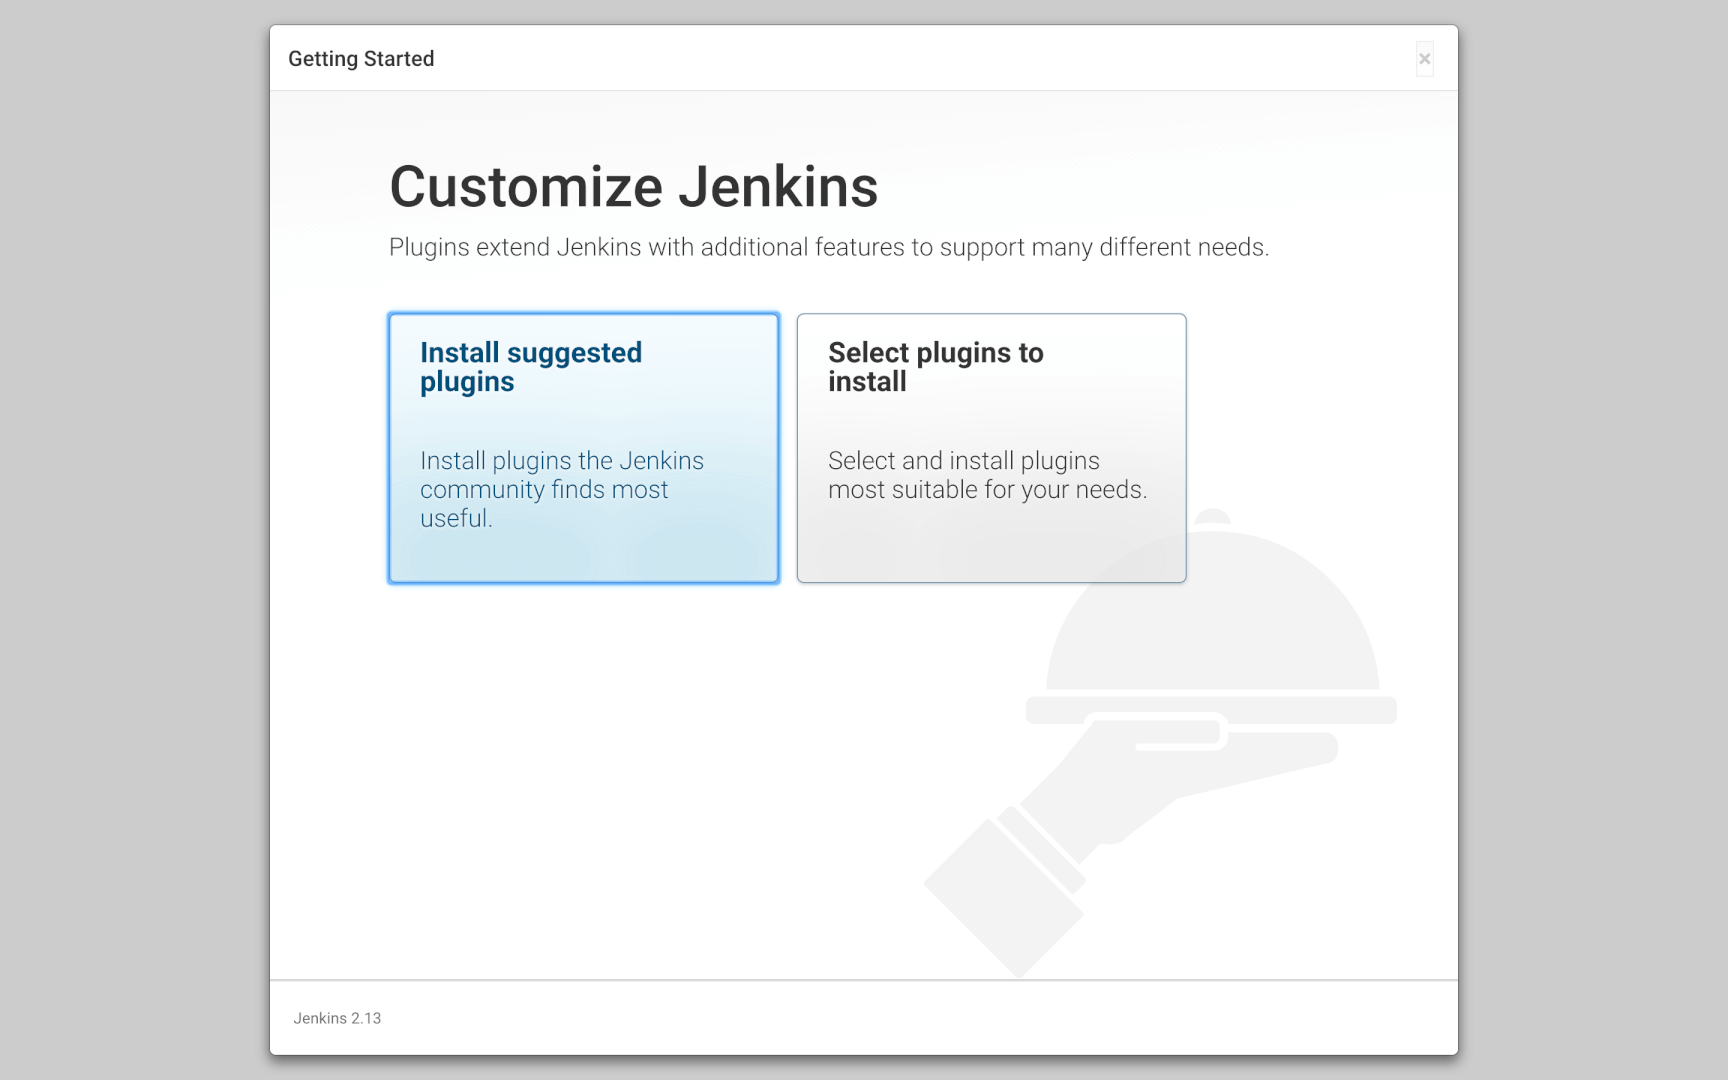 Getting Started
×
Customize Jenkins
Plugins extend Jenkins with additional features to support many different needs.
Install suggested
plugins
Install plugins the Jenkins
community finds most
useful.
Select plugins to
install
Select and install plugins
most suitable for your needs.
Jenkins 2.13